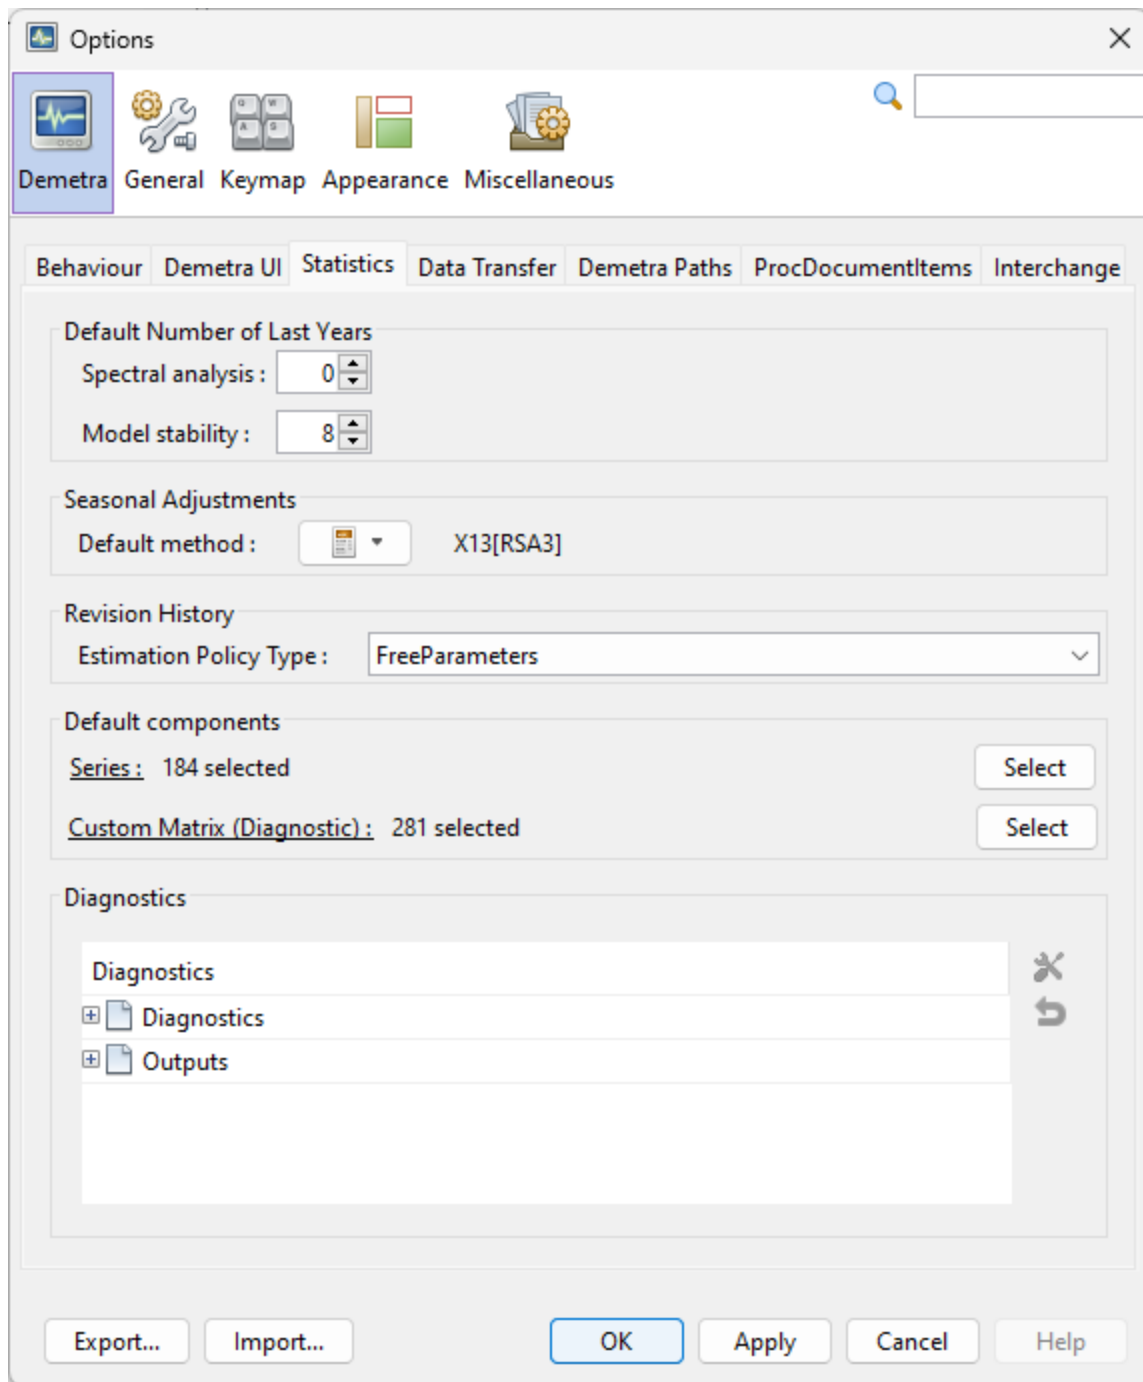 Options
Demetra General Keymap Appearance Miscellaneous
Behaviour Demetra UI Statistics Data Transfer Demetra Paths ProcDocumentItems Interchange
Default Number of Last Years
Spectral analysis : 0
Model stability : 8
Seasonal Adjustments
Default method : X13[RSA3]
Revision History
Estimation Policy Type : FreeParameters
Default components
Series : 184 selected Select
Custom Matrix (Diagnostic) : 281 selected Select
Diagnostics
Diagnostics
Diagnostics
Outputs
Export... Import... OK Apply Cancel Help